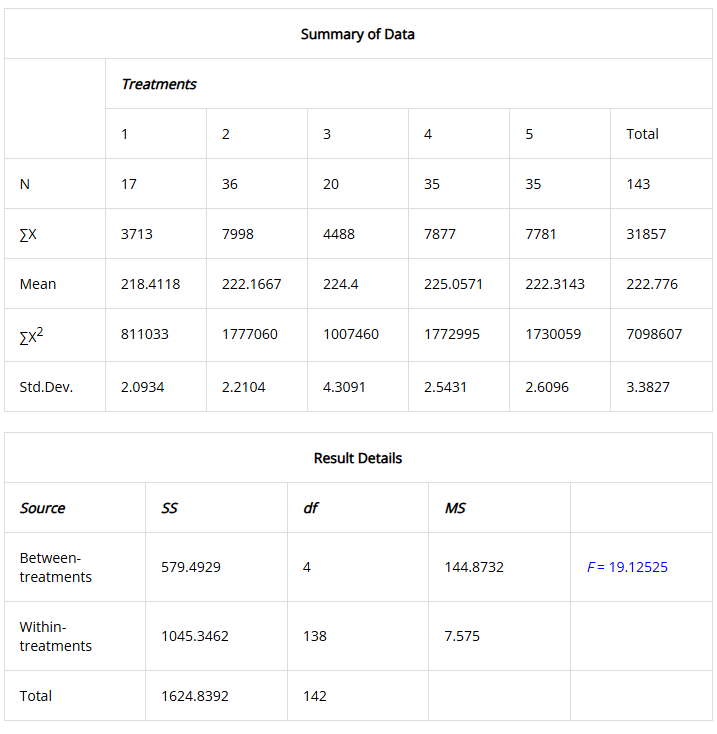 Summary of Data
Treatments
1 2 3 4 5 Total
N 17 36 20 35 35 143
∑X 3713 7998 4488 7877 7781 31857
Mean 218.4118 222.1667 224.4 225.0571 222.3143 222.776
∑X² 811033 1777060 1007460 1772995 1730059 7098607
Std.Dev. 2.0934 2.2104 4.3091 2.5431 2.6096 3.3827
Result Details
Source SS df MS
Between-
treatments 579.4929 4 144.8732 F = 19.12525
Within-
treatments 1045.3462 138 7.575
Total 1624.8392 142